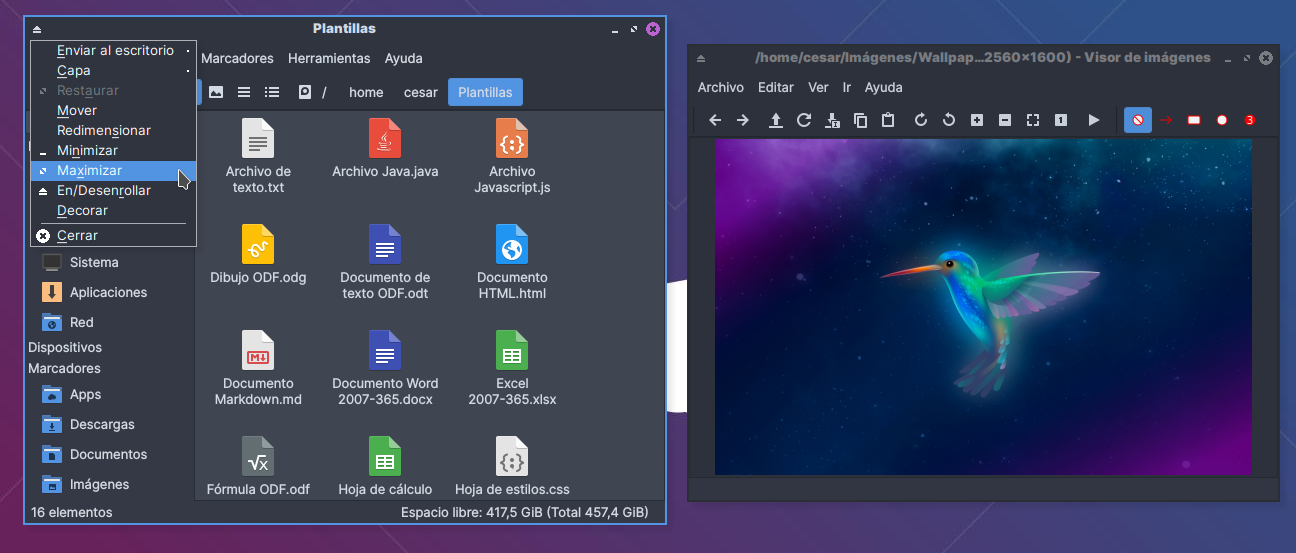 Plantillas
Enviar al escritorio
Capa
Restaurar
Mover
Redimensionar
Minimizar
Maximizar
En/Desenrollar
Decorar
Cerrar
Marcadores Herramientas Ayuda
/ home cesar Plantillas
Sistema
Aplicaciones
Red
Dispositivos
Marcadores
Apps
Descargas
Documentos
Imágenes
Archivo de
texto.txt
Archivo Java.java
Archivo
Javascript.js
Dibujo ODF.odg
Documento de
texto ODF.odt
Documento
HTML.html
Documento
Markdown.md
Documento Word
2007-365.docx
Excel
2007-365.xlsx
Fórmula ODF.odf
Hoja de cálculo
Hoja de estilos.css
16 elementos
Espacio libre: 417,5 GiB (Total 457,4 GiB)
/home/cesar/Imágenes/Wallpap...2560×1600) - Visor de imágenes
Archivo Editar Ver Ir Ayuda
1
3